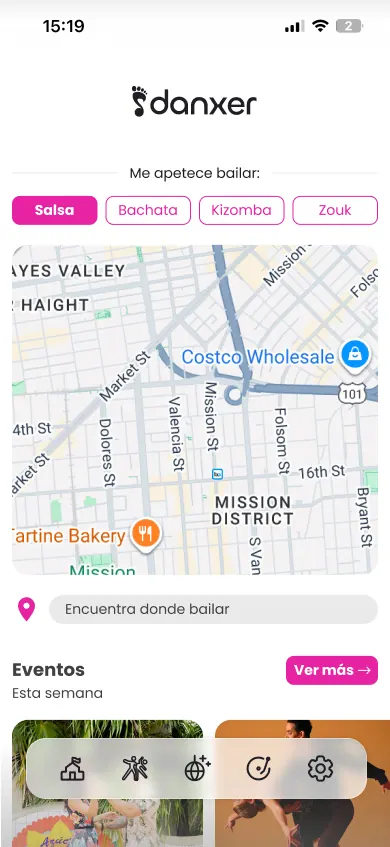 15:19
2
danxer
Me apetece bailar:
Salsa
Bachata
Kizomba
Zouk
AYES VALLEY
HAIGHT
Mission
Folso
Costco Wholesale
Market St
101
4th St
Dolores St
Valencia St
Mission St
Folsom St
arket St
16th St
MISSION
DISTRICT
Bryant
Tartine Bakery
S Van
Mission
Encuentra donde bailar
Eventos
Ver más →
Esta semana